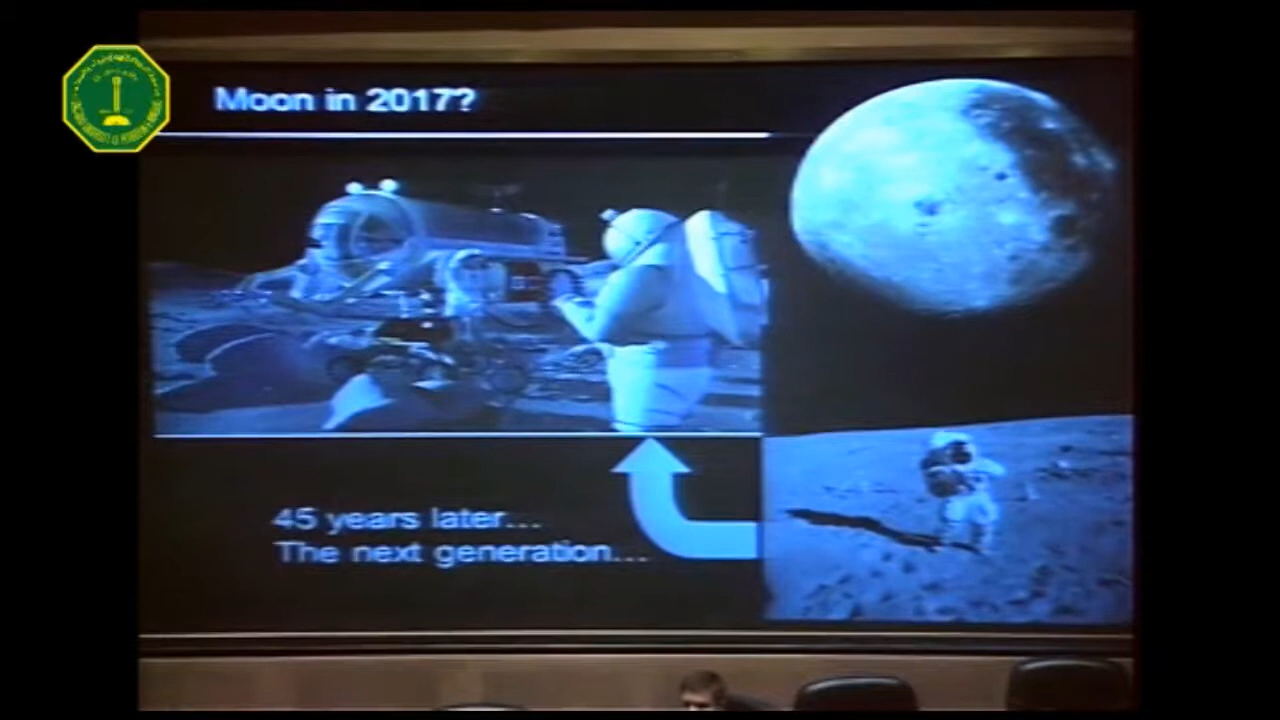 Moon in 2017?
45 years later...
The next generation...